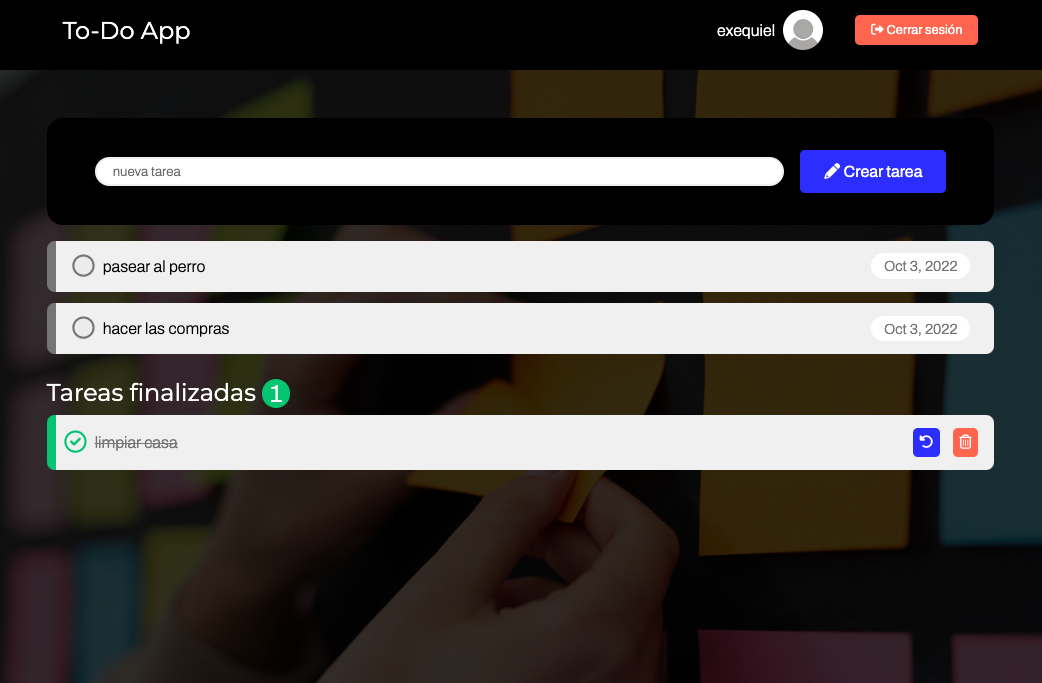 To-Do App
exequiel
Cerrar sesión
nueva tarea
Crear tarea
pasear al perro
Oct 3, 2022
hacer las compras
Oct 3, 2022
Tareas finalizadas 1
limpiar casa